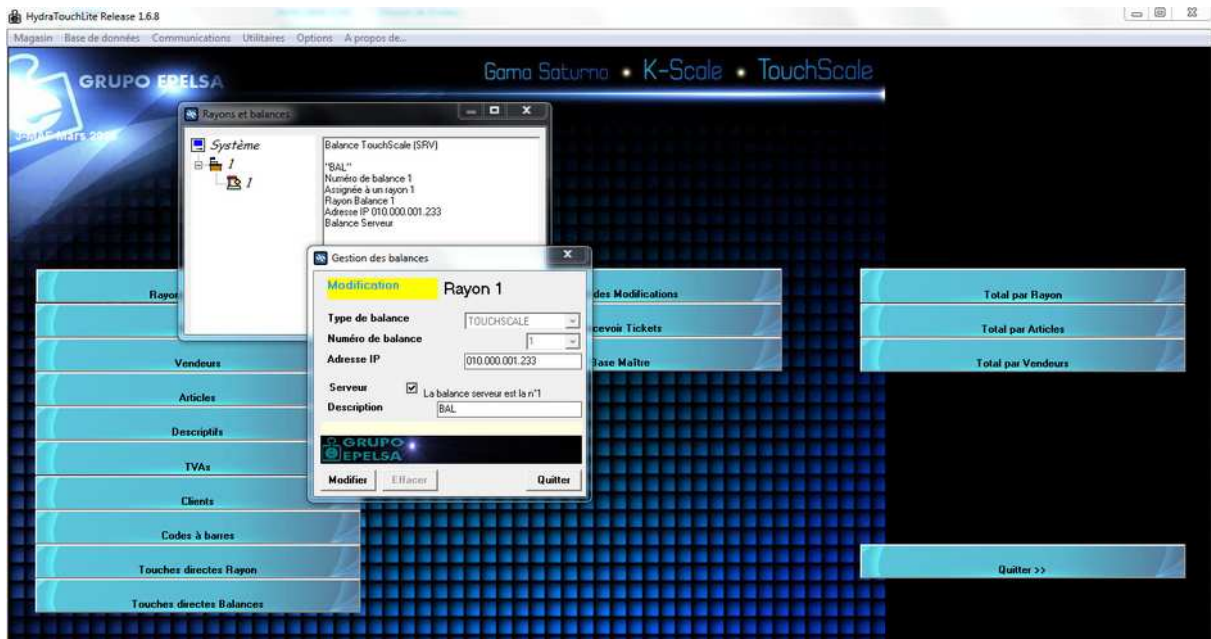 HydraTouchLite Release 1.6.8
Magasin Base de données Communications Utilitaires Options A propos de...
GRUPO EPELSA
Gama Saturno • K-Scale • TouchScale
Mars
Rayons et balances
Système
1
1
Balance TouchScale (SRV)
"BAL"
Numéro de balance 1
Assignée à un rayon 1
Rayon Balance 1
Adresse IP 010.000.001.233
Balance Serveur
Gestion des balances
Modification
Rayon 1
Type de balance TOUCHSCALE
Numéro de balance 1
Adresse IP 010.000.001.233
Serveur La balance serveur est la n°1
Description BAL
GRUPO
EPELSA
Modifier Effacer Quitter
Vendeurs
Articles
Descriptifs
TVAs
Clients
Codes à barres
Touches directes Rayon
Touches directes Balances
des Modifications
cevoir Tickets
Base Maître
Total par Rayon
Total par Articles
Total par Vendeurs
Quitter >>